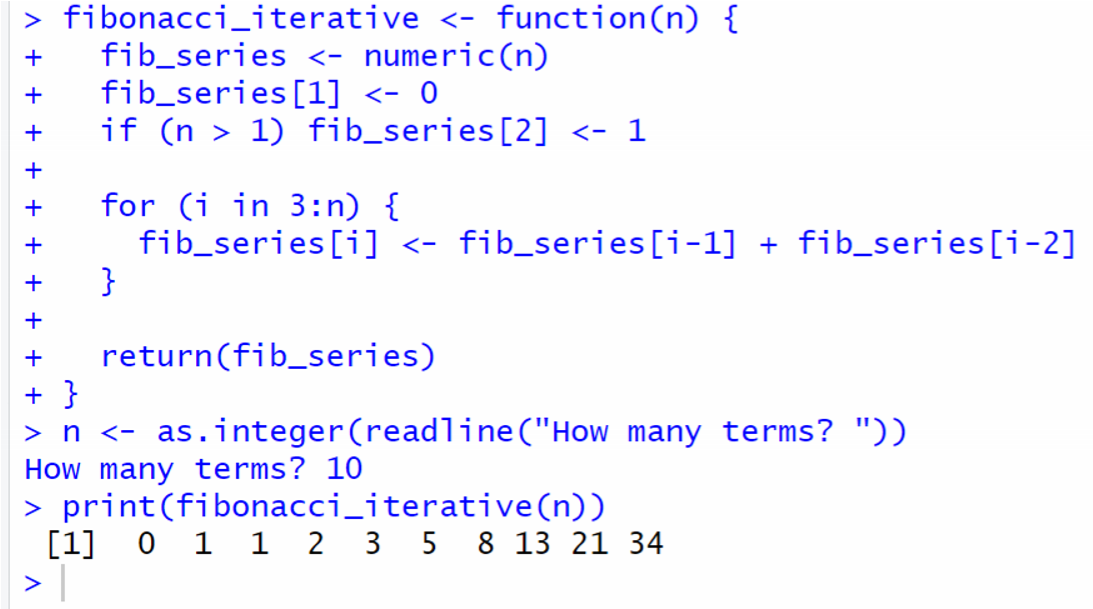 > fibonacci_iterative <- function(n) {
+   fib_series <- numeric(n)
+   fib_series[1] <- 0
+   if (n > 1) fib_series[2] <- 1
+
+   for (i in 3:n) {
+     fib_series[i] <- fib_series[i-1] + fib_series[i-2]
+   }
+
+   return(fib_series)
+ }
> n <- as.integer(readline("How many terms? "))
How many terms? 10
> print(fibonacci_iterative(n))
 [1]  0  1  1  2  3  5  8 13 21 34
>